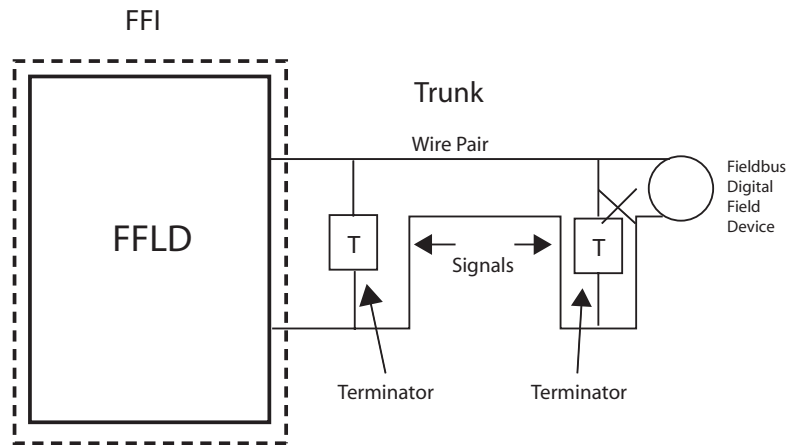 FFI
Trunk
Wire Pair
Fieldbus
Digital
Field
Device
FFLD
T
T
Signals
Terminator
Terminator